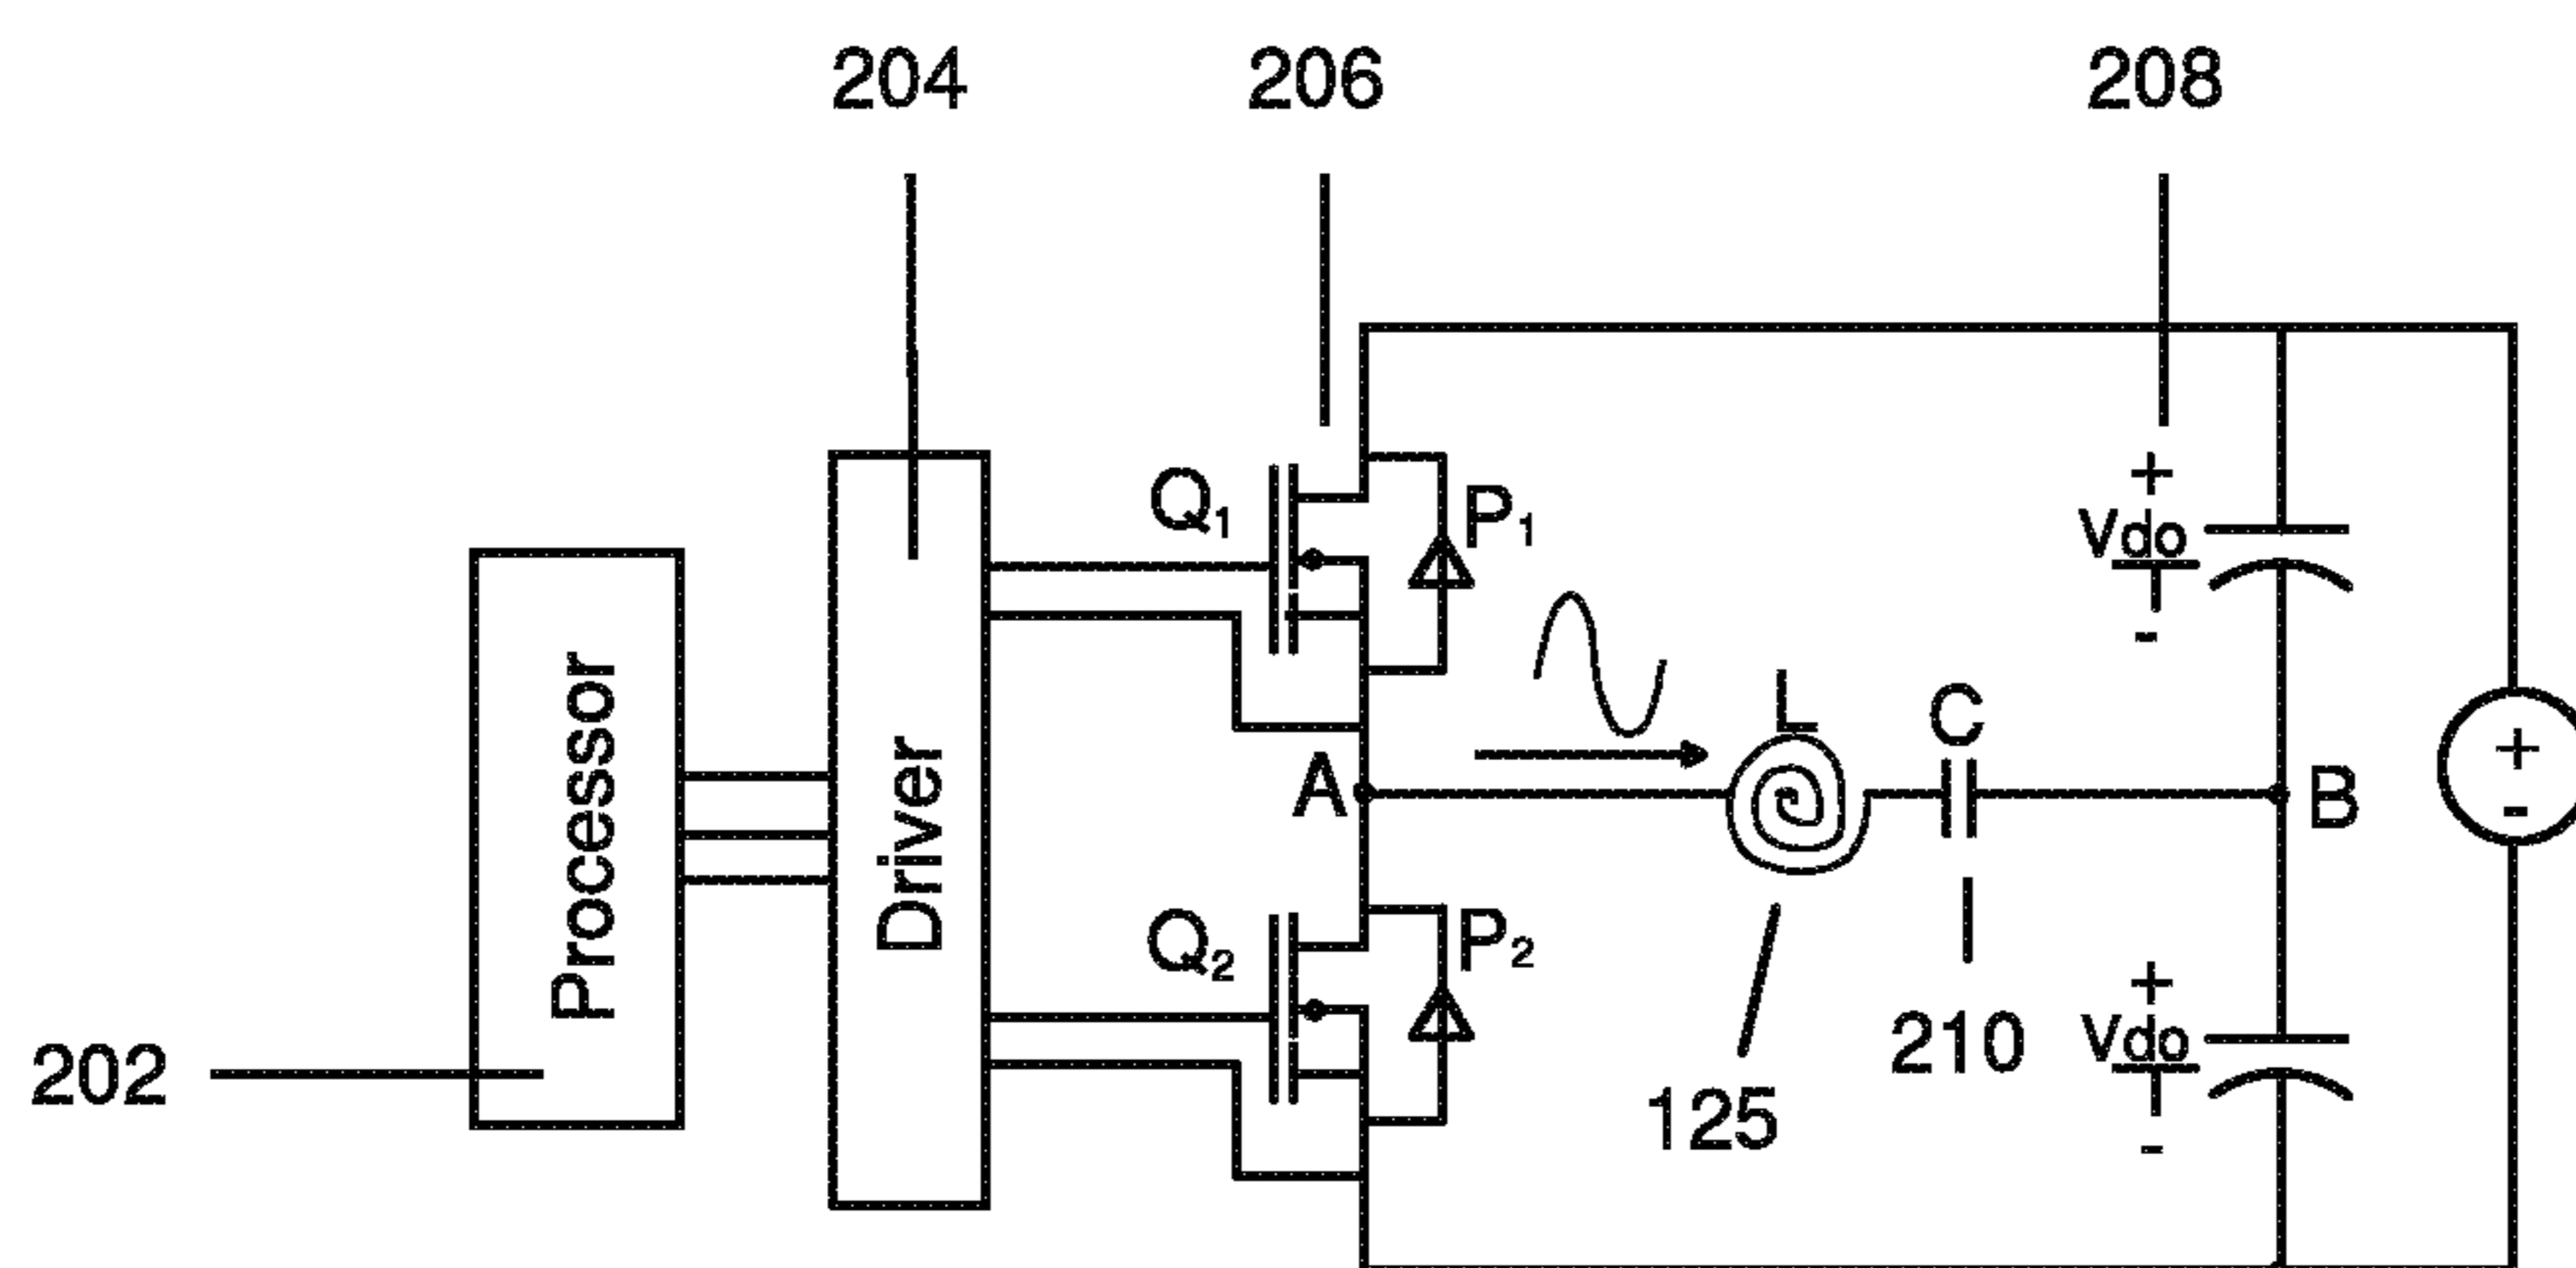 204
206
208
Q1
P1
+
Vdo
-
Processor
Driver
L
C
A
B
+
-
Q2
P2
+
Vdo
-
202
125
210